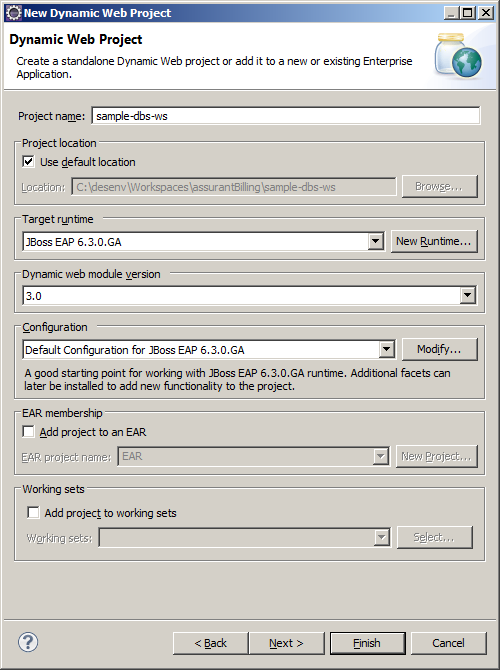 New Dynamic Web Project
Dynamic Web Project
Create a standalone Dynamic Web project or add it to a new or existing Enterprise
Application.
Project name: sample-dbs-ws
Project location
Use default location
Location: C:\desenv\Workspaces\assurantBilling\sample-dbs-ws Browse...
Target runtime
JBoss EAP 6.3.0.GA New Runtime...
Dynamic web module version
3.0
Configuration
Default Configuration for JBoss EAP 6.3.0.GA Modify...
A good starting point for working with JBoss EAP 6.3.0.GA runtime. Additional facets can
later be installed to add new functionality to the project.
EAR membership
Add project to an EAR
EAR project name: EAR New Project...
Working sets
Add project to working sets
Working sets: Select...
? < Back Next > Finish Cancel